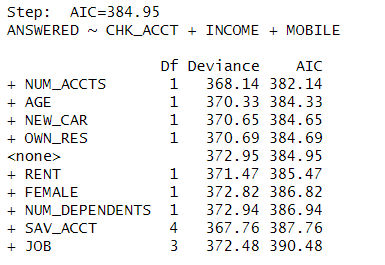 Step:  AIC=384.95
ANSWERED ~ CHK_ACCT + INCOME + MOBILE

                 Df Deviance    AIC
+ NUM_ACCTS       1   368.14 382.14
+ AGE             1   370.33 384.33
+ NEW_CAR         1   370.65 384.65
+ OWN_RES         1   370.69 384.69
<none>                372.95 384.95
+ RENT            1   371.47 385.47
+ FEMALE          1   372.82 386.82
+ NUM_DEPENDENTS  1   372.94 386.94
+ SAV_ACCT        4   367.76 387.76
+ JOB             3   372.48 390.48